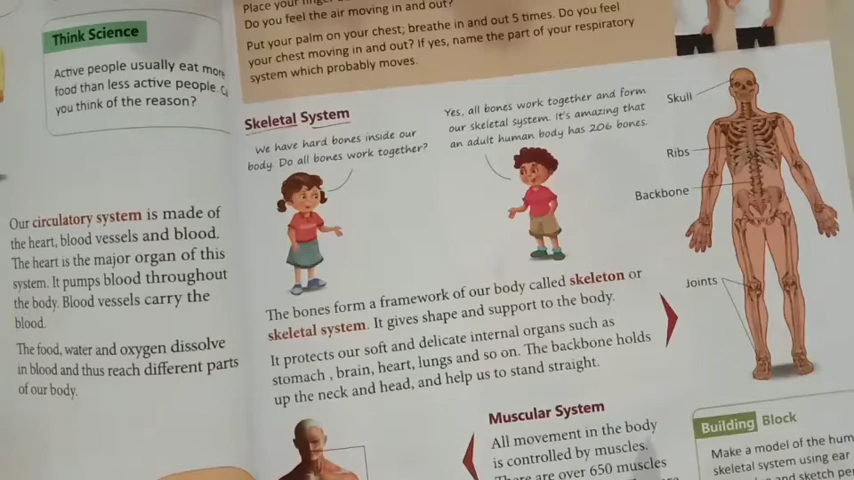 Think Science
Active people usually eat more
food than less active people.
you think of the reason?
Our circulatory system is made of
the heart, blood vessels and blood.
The heart is the major organ of this
system. It pumps blood throughout
the body. Blood vessels carry the
blood.
The food, water and oxygen dissolve
in blood and thus reach different parts
of our body.
Place your
Do you feel the air moving in and out?
Put your palm on your chest; breathe in and out 5 times. Do you feel
your chest moving in and out? If yes, name the part of your respiratory
system which probably moves.
Skeletal System
We have hard bones inside our
body. Do all bones work together?
Yes, all bones work together and form
our skeletal system. It's amazing that
an adult human body has 206 bones.
Skull
Ribs
Backbone
Joints
The bones form a framework of our body called skeleton or
skeletal system. It gives shape and support to the body.
It protects our soft and delicate internal organs such as
stomach , brain, heart, lungs and so on. The backbone holds
up the neck and head, and help us to stand straight.
Muscular System
All movement in the body
is controlled by muscles.
There are over 650 muscles
Building Block
Make a model of the
skeletal system using ear
and sketch